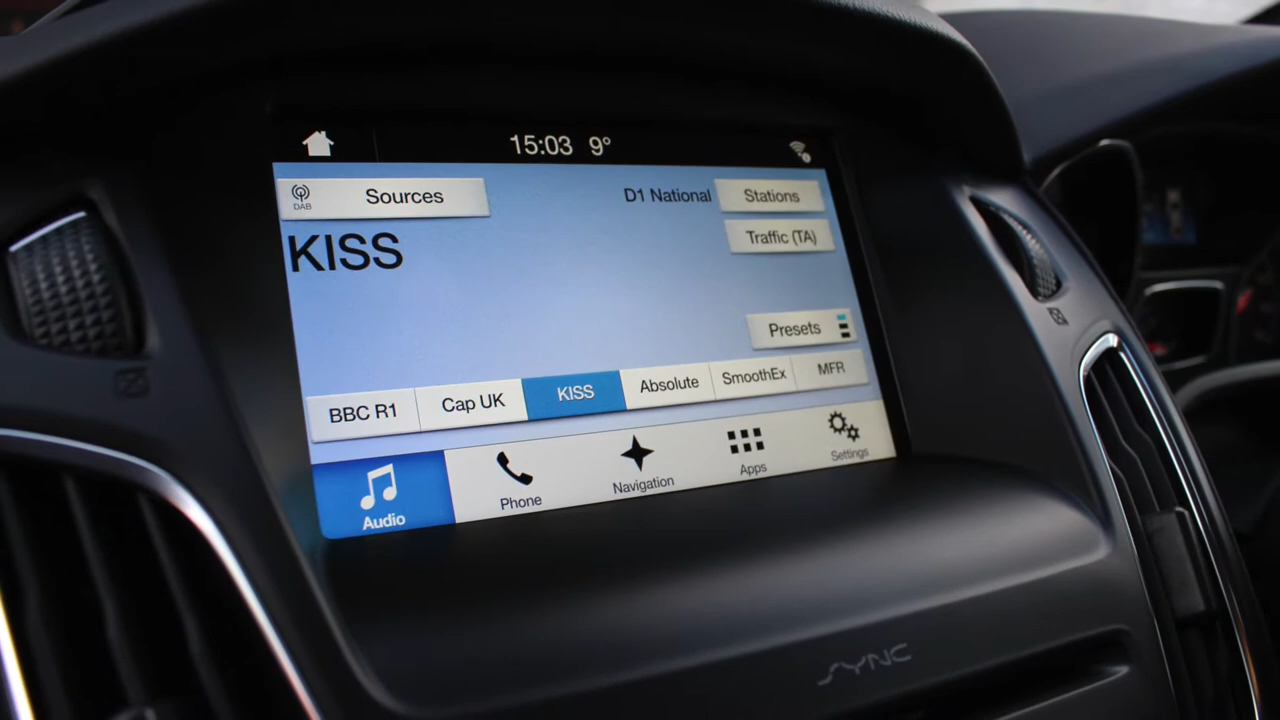 15:03 9°
DAB
Sources
D1 National
Stations
KISS
Traffic (TA)
Presets
BBC R1
Cap UK
KISS
Absolute
SmoothEx
MFR
Audio
Phone
Navigation
Apps
Settings
SYNC